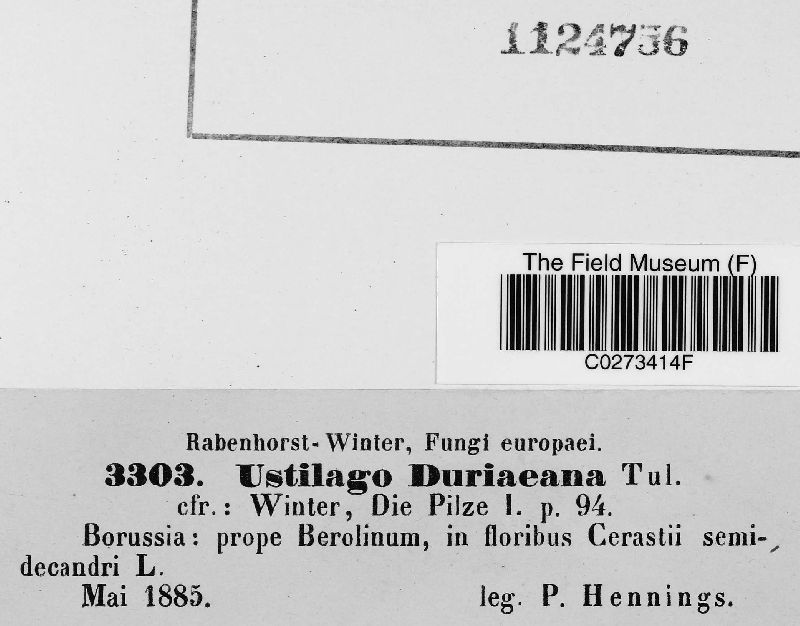 1124756
The Field Museum (F)
C0273414F
Rabenhorst-Winter, Fungi europaei.
3303. Ustilago Duriaeana Tul.
cfr.: Winter, Die Pilze I. p. 94.
Borussia: prope Berolinum, in floribus Cerastii semi-
decandri L.
Mai 1885. leg. P. Hennings.